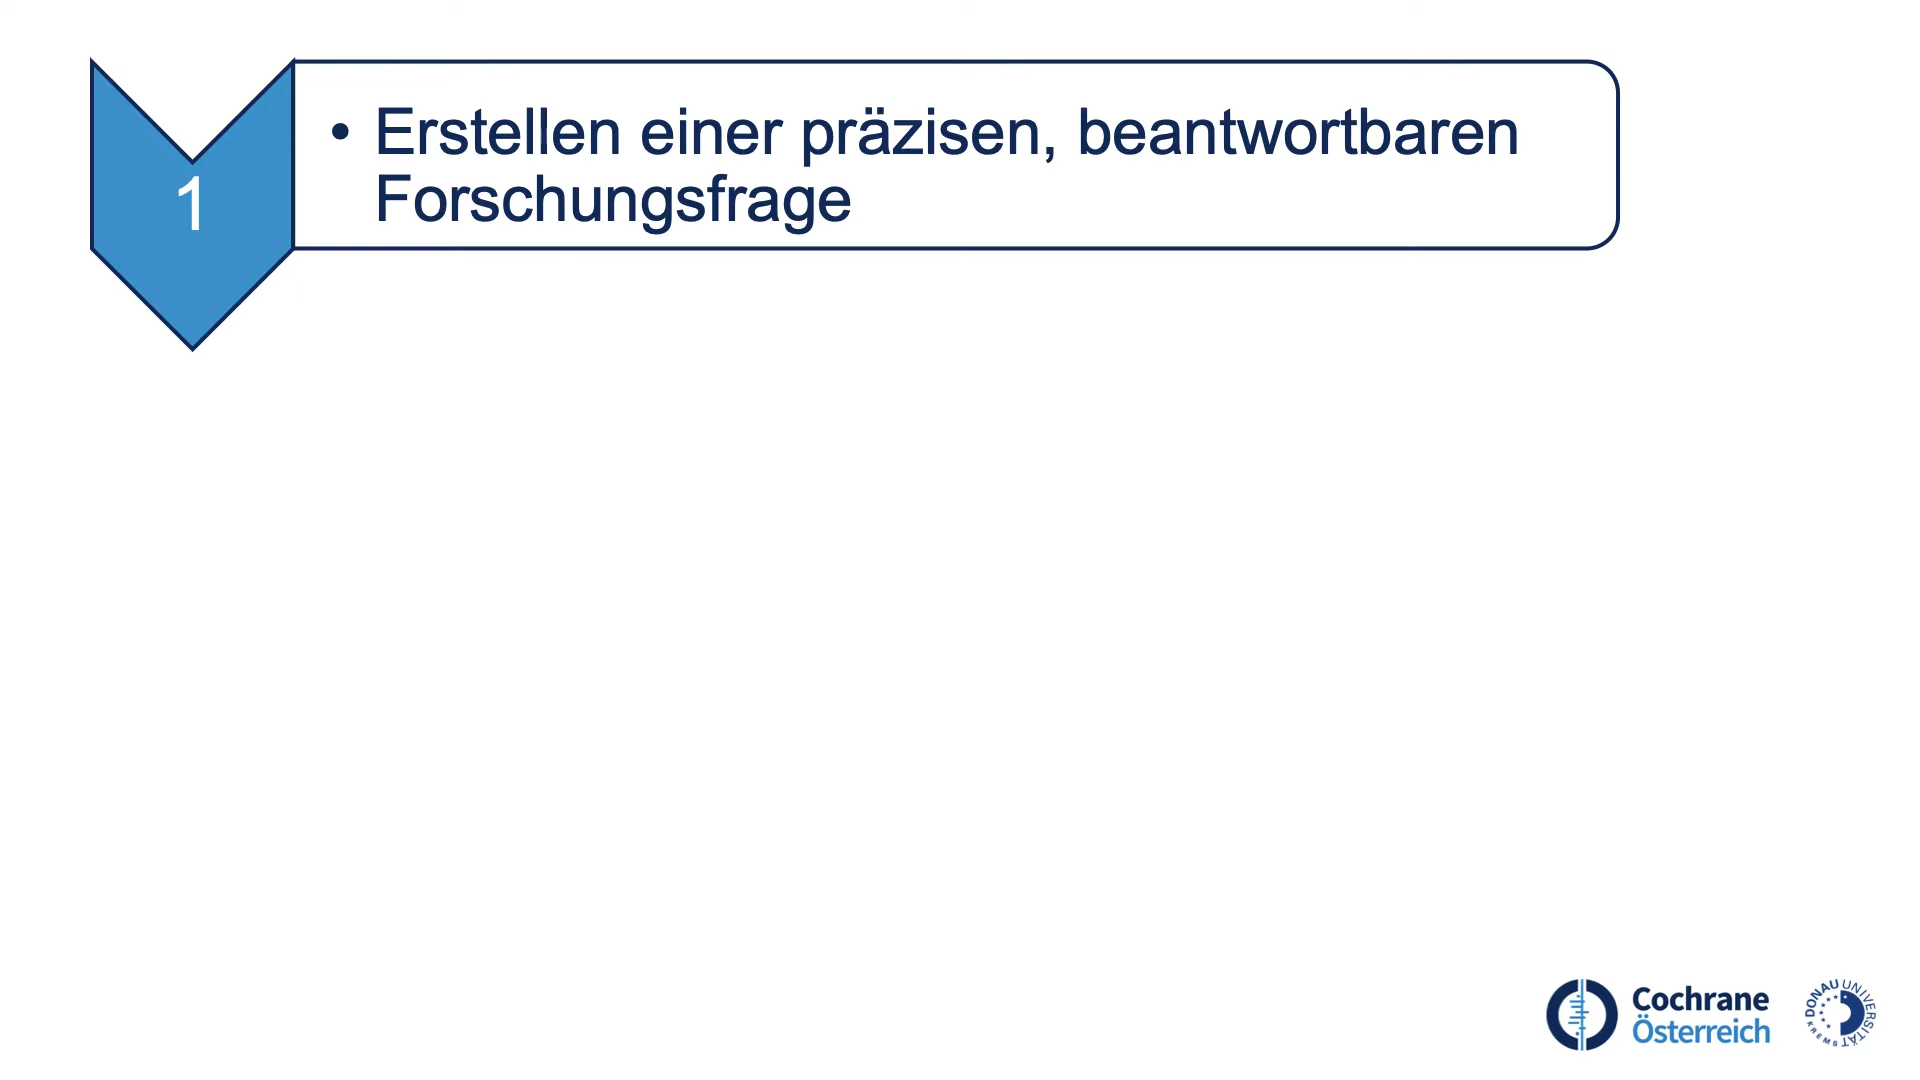 1
• Erstellen einer präzisen, beantwortbaren
Forschungsfrage
Cochrane
Österreich
DONAU UNIVERSITÄT
KREMS